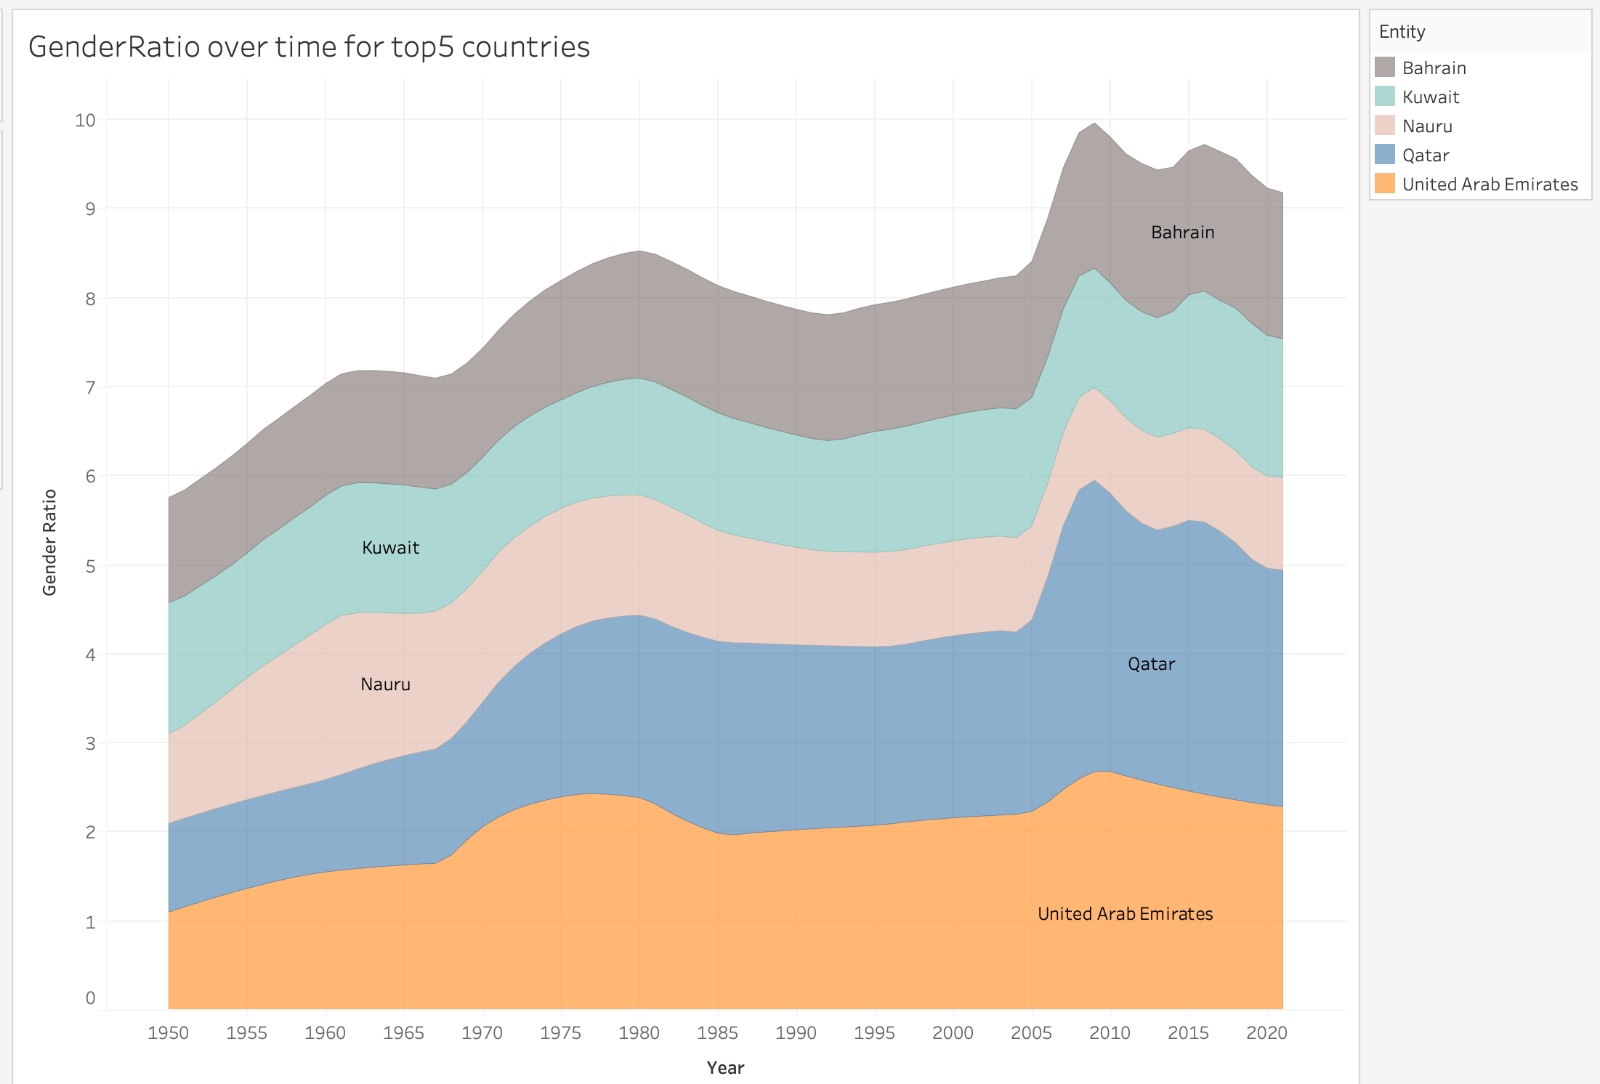 GenderRatio over time for top5 countries
Entity
Bahrain
Kuwait
Nauru
Qatar
United Arab Emirates
Gender Ratio
10
9
8
7
6
5
4
3
2
1
0
Bahrain
Kuwait
Qatar
Nauru
United Arab Emirates
1950 1955 1960 1965 1970 1975 1980 1985 1990 1995 2000 2005 2010 2015 2020
Year